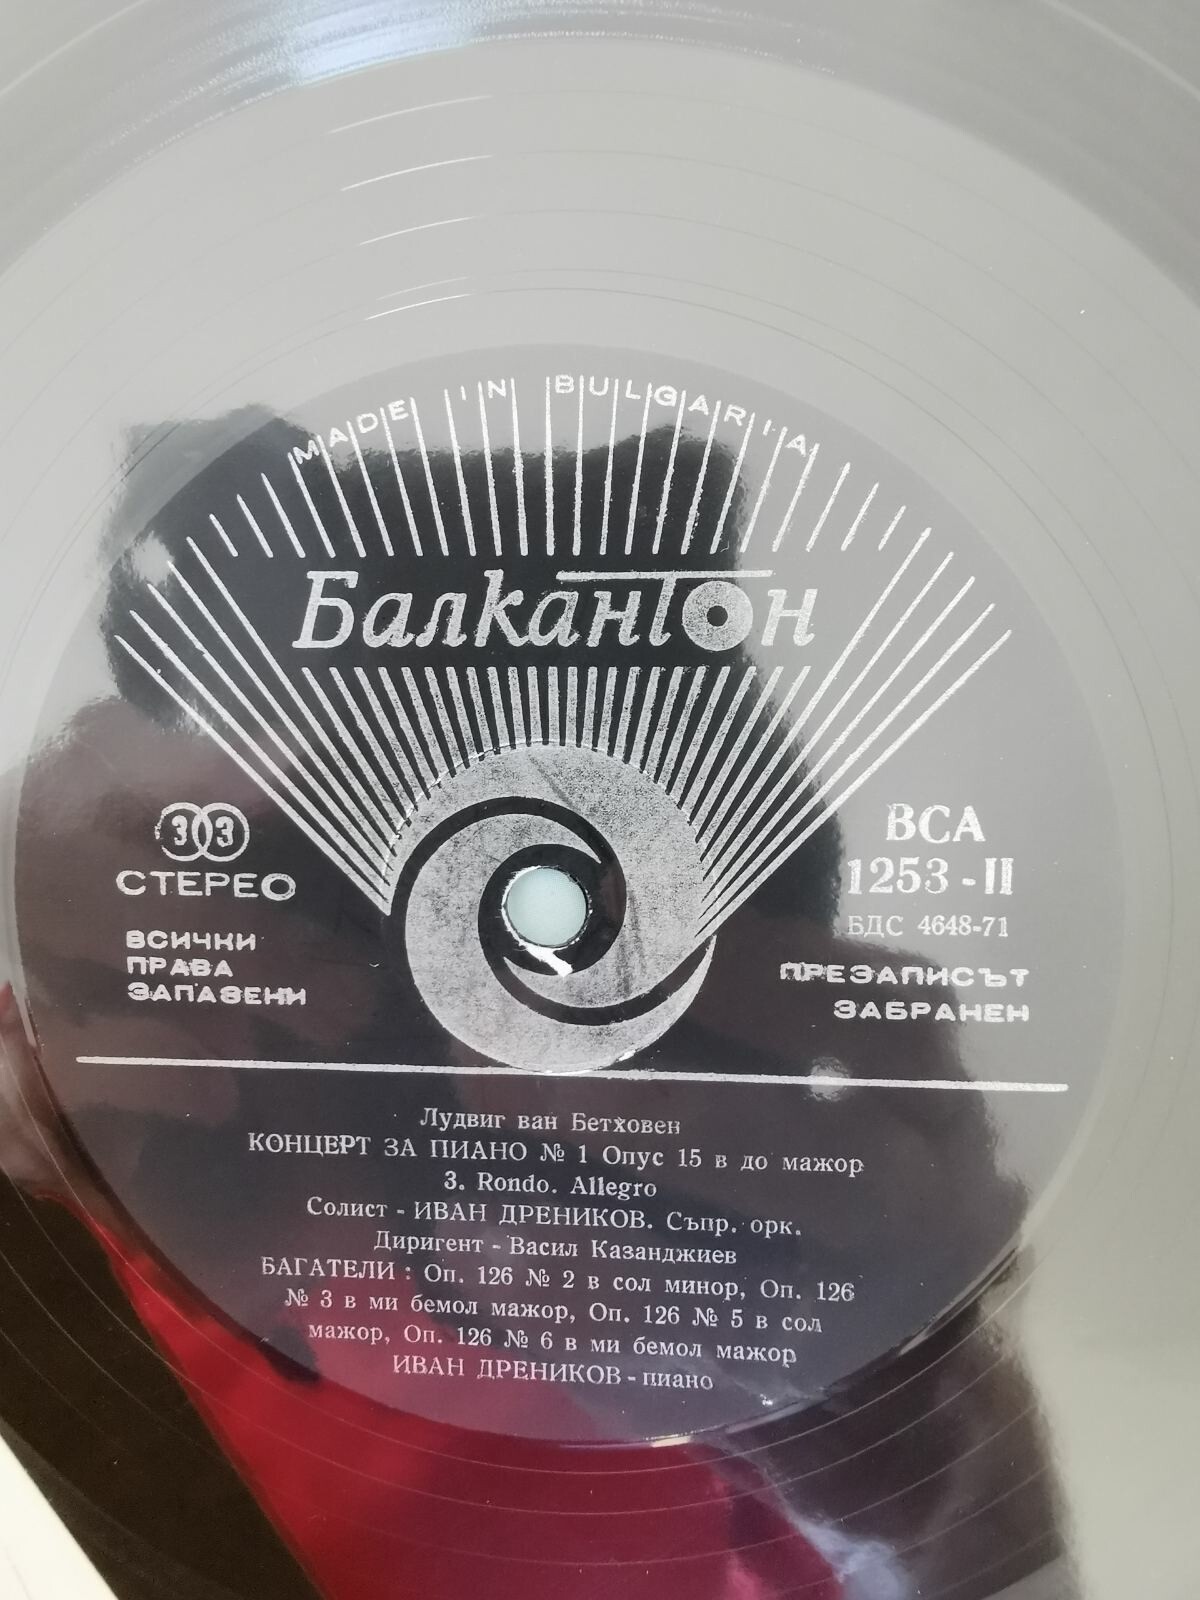 MADE IN BULGARIA
Балкантон
33
СТЕРЕО
ВСИЧКИ
ПРАВА
ЗАПАЗЕНИ
ВСА
1253 - II
БДС 4648-71
ПРЕЗАПИСЪТ
ЗАБРАНЕН
Лудвиг ван Бетховен
КОНЦЕРТ ЗА ПИАНО № 1 Опус 15 в до мажор
3. Rondo. Allegro
Солист - ИВАН ДРЕНИКОВ. Съпр. орк.
Диригент - Васил Казанджиев
БАГАТЕЛИ : Оп. 126 № 2 в сол минор, Оп. 126
№ 3 в ми бемол мажор, Оп. 126 № 5 в сол
мажор, Оп. 126 № 6 в ми бемол мажор
ИВАН ДРЕНИКОВ - пиано